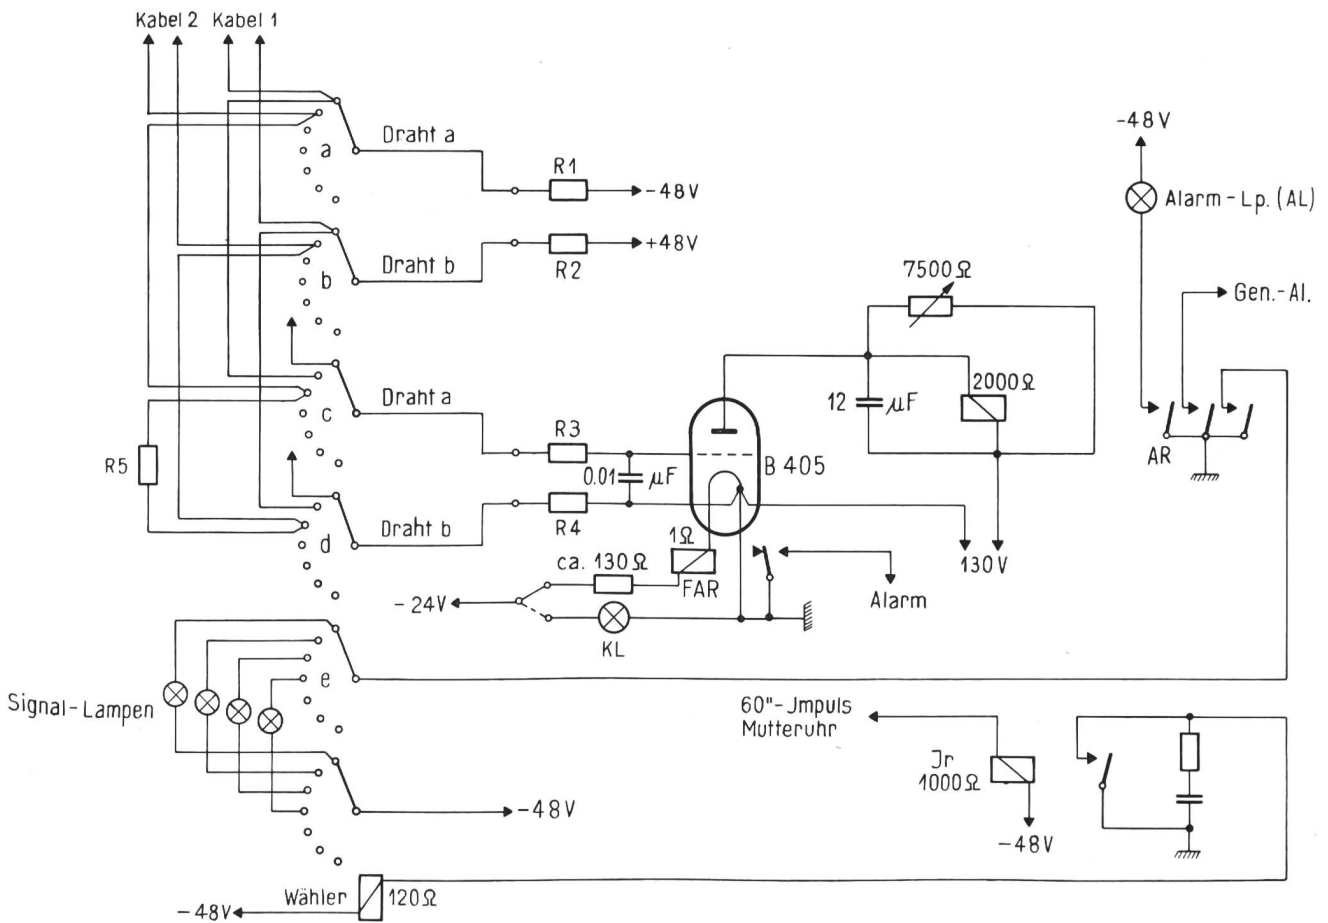 Kabel 2 Kabel 1
a
Draht a
R1
-48V
b
Draht b
R2
+48V
-48V
Alarm-Lp. (AL)
Gen.-Al.
7500Ω
2000Ω
12 µF
AR
c
Draht a
R3
0.01 µF
B 405
R5
d
Draht b
R4
1Ω
FAR
ca. 130Ω
-24V
KL
Alarm
130V
e
Signal-Lampen
60"-Jmpuls
Mutteruhr
Jr
1000Ω
-48V
-48V
Wähler
120Ω
-48V